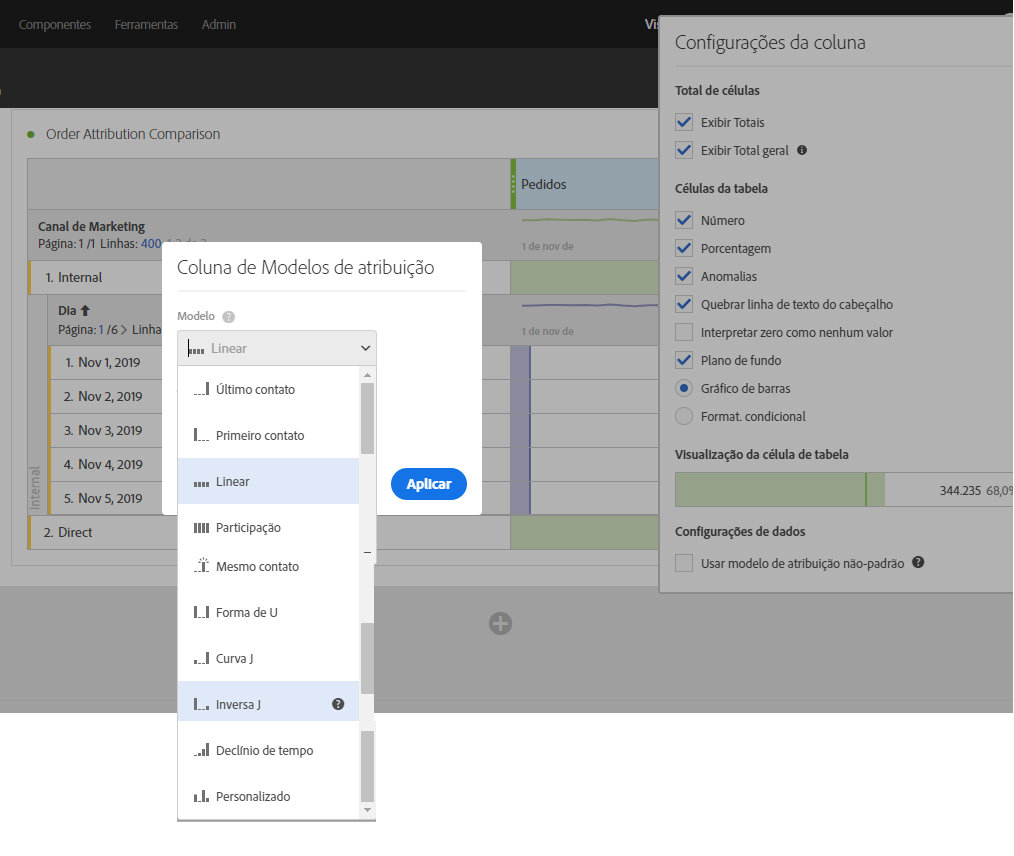 Componentes Ferramentas Admin
Configurações da coluna
Total de células
Exibir Totais
Exibir Total geral
Células da tabela
Número
Porcentagem
Anomalias
Quebrar linha de texto do cabeçalho
Interpretar zero como nenhum valor
Plano de fundo
Gráfico de barras
Format. condicional
Visualização da célula de tabela
344.235 68,0%
Configurações de dados
Usar modelo de atribuição não-padrão
Order Attribution Comparison
Pedidos
Canal de Marketing
Página: 1 /1 Linhas: 400
1 de nov de
1. Internal
Dia
Página: 1 /6 > Linha
1 de nov de
1. Nov 1, 2019
2. Nov 2, 2019
3. Nov 3, 2019
4. Nov 4, 2019
5. Nov 5, 2019
Internal
2. Direct
Coluna de Modelos de atribuição
Modelo
Linear
Aplicar
Último contato
Primeiro contato
Linear
Participação
Mesmo contato
Forma de U
Curva J
Inversa J
Declínio de tempo
Personalizado